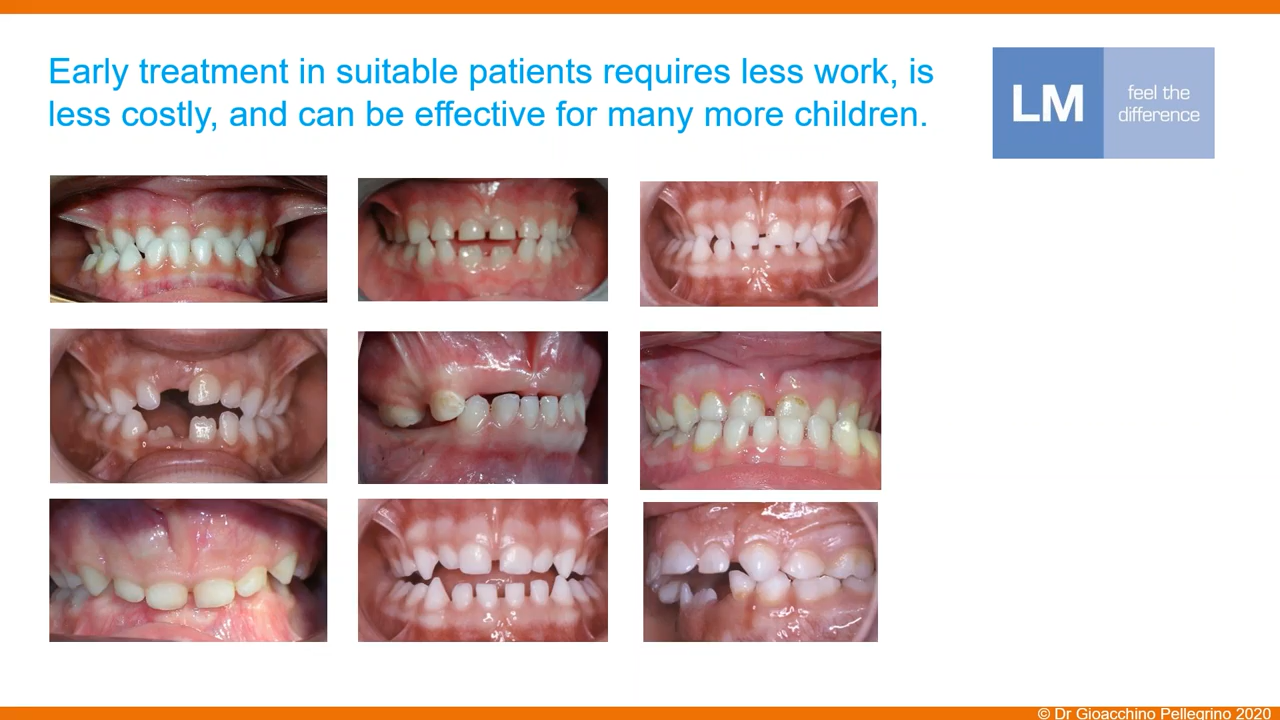 Early treatment in suitable patients requires less work, is
less costly, and can be effective for many more children.
LM
feel the
difference
© Dr Gioacchino Pellegrino 2020